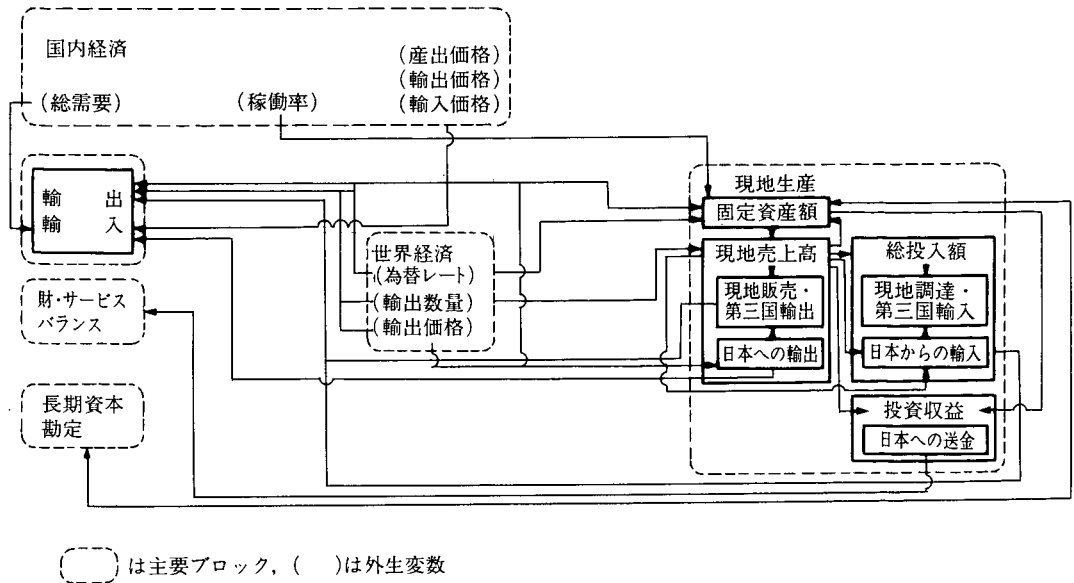 国内経済
(産出価格)
(輸出価格)
(総需要) (稼働率) (輸入価格)
輸 出
輸 入
財・サービス
バランス
長期資本
勘定
世界経済
(為替レート)
(輸出数量)
(輸出価格)
現地生産
固定資産額
現地売上高
現地販売・
第三国輸出
日本への輸出
総投入額
現地調達・
第三国輸入
日本からの輸入
投資収益
日本への送金
は主要ブロック, ( )は外生変数